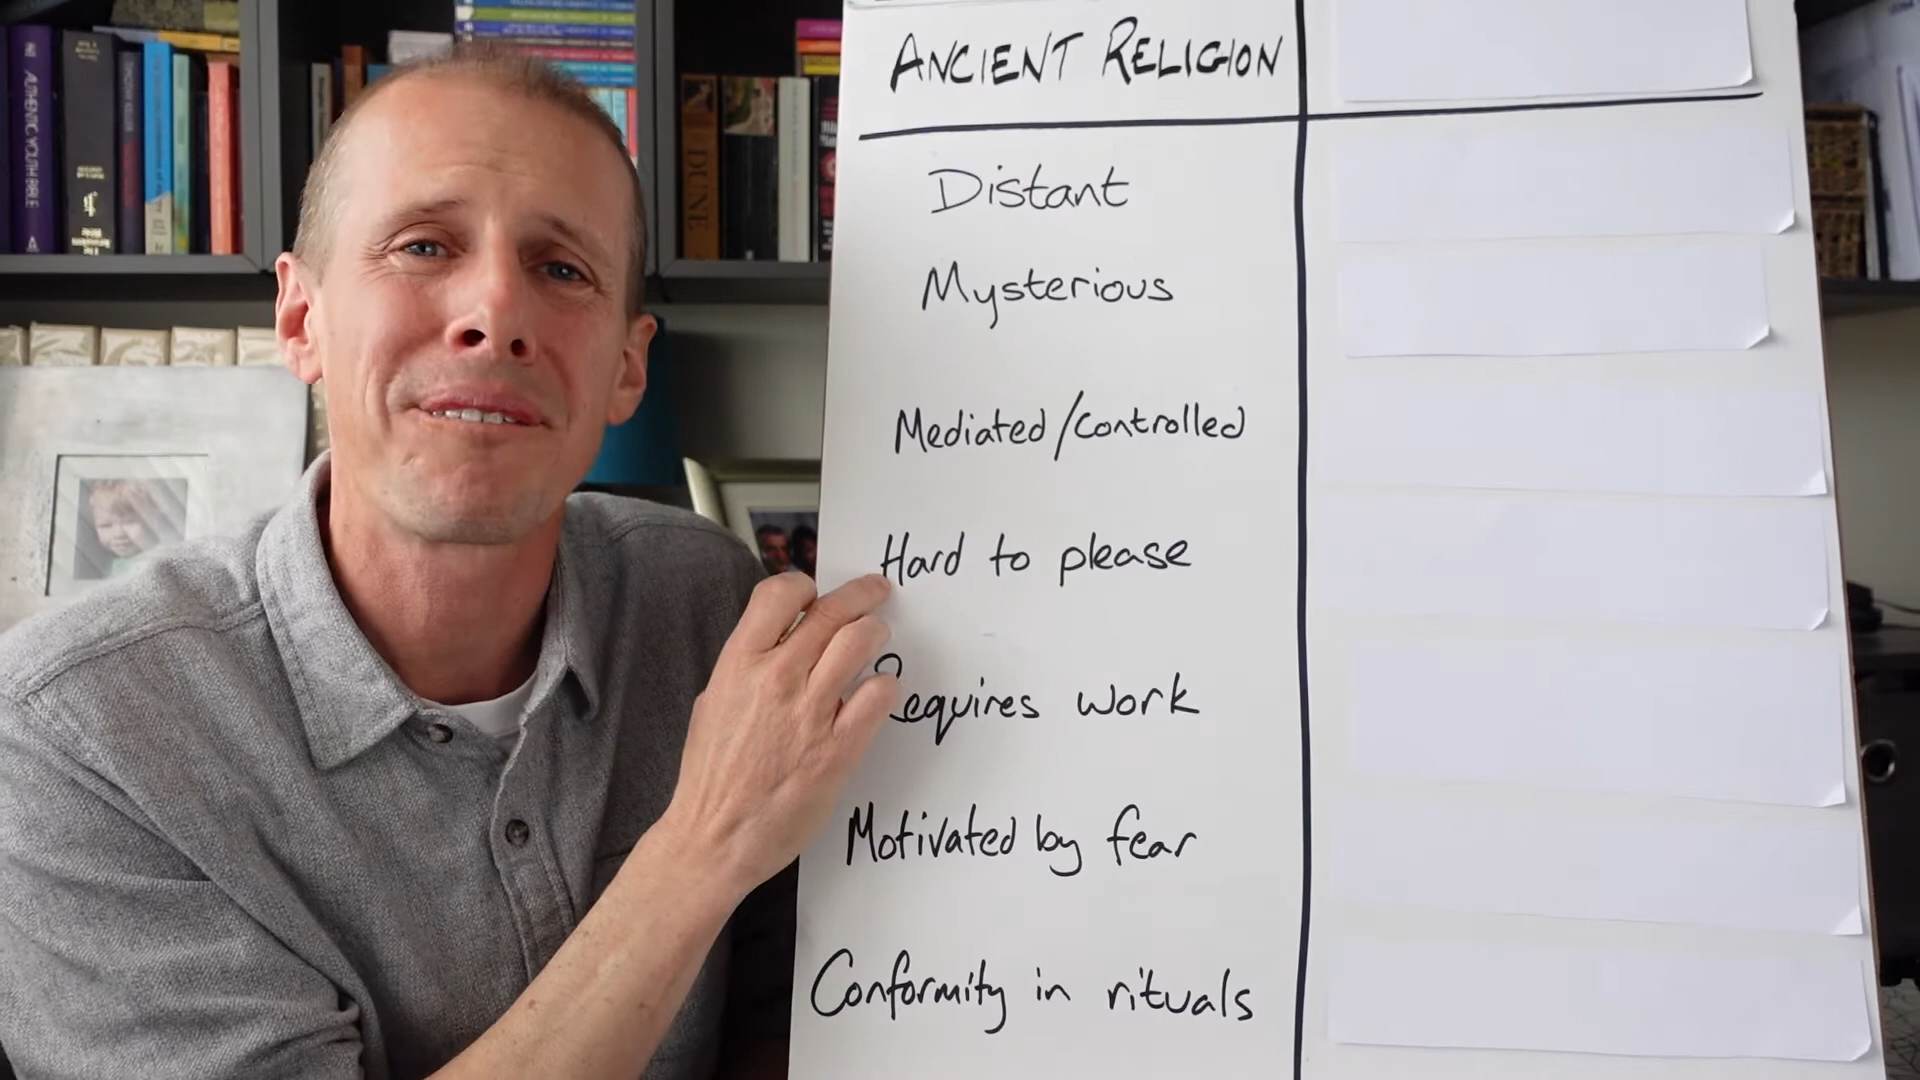 AUTHENTIC YOUTH BIBLE
DUNE
ANCIENT RELIGION
Distant
Mysterious
Mediated/Controlled
Hard to please
Requires work
Motivated by fear
Conformity in rituals